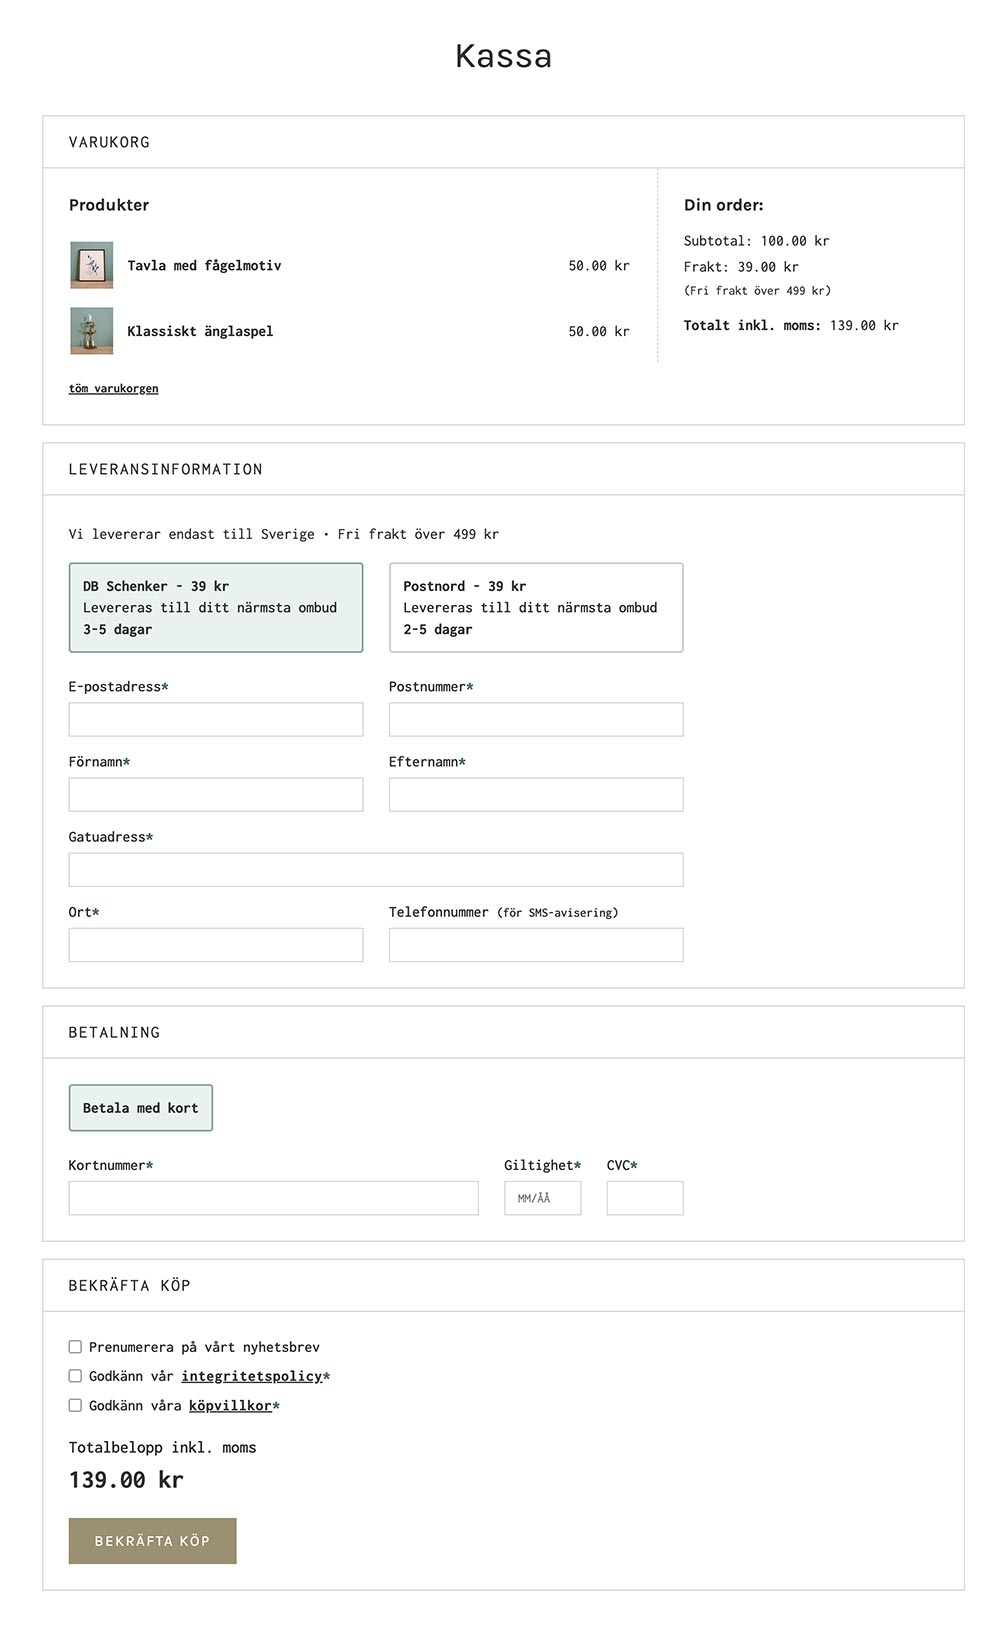 Kassa
VARUKORG
Produkter
Tavla med fågelmotiv 50.00 kr
Klassiskt änglaspel 50.00 kr
töm varukorgen
Din order:
Subtotal: 100.00 kr
Frakt: 39.00 kr
(Fri frakt över 499 kr)
Totalt inkl. moms: 139.00 kr
LEVERANSINFORMATION
Vi levererar endast till Sverige · Fri frakt över 499 kr
DB Schenker - 39 kr
Levereras till ditt närmsta ombud
3-5 dagar
Postnord - 39 kr
Levereras till ditt närmsta ombud
2-5 dagar
E-postadress* Postnummer*
Förnamn* Efternamn*
Gatuadress*
Ort* Telefonnummer (för SMS-avisering)
BETALNING
Betala med kort
Kortnummer* Giltighet* CVC*
MM/ÅÅ
BEKRÄFTA KÖP
Prenumerera på vårt nyhetsbrev
Godkänn vår integritetspolicy*
Godkänn våra köpvillkor*
Totalbelopp inkl. moms
139.00 kr
BEKRÄFTA KÖP